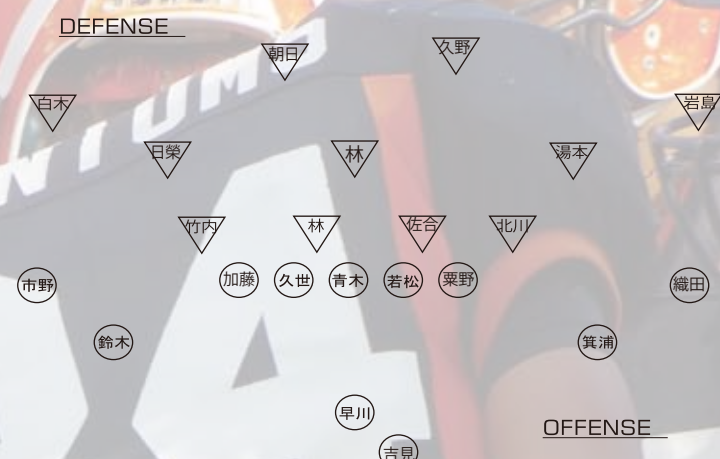 DEFENSE
朝日 久野
白木 岩島
日榮 林 湯本
竹内 林 佐合 北川
市野 加藤 久世 青木 若松 粟野 織田
鈴木 箕浦
早川
OFFENSE
吉見